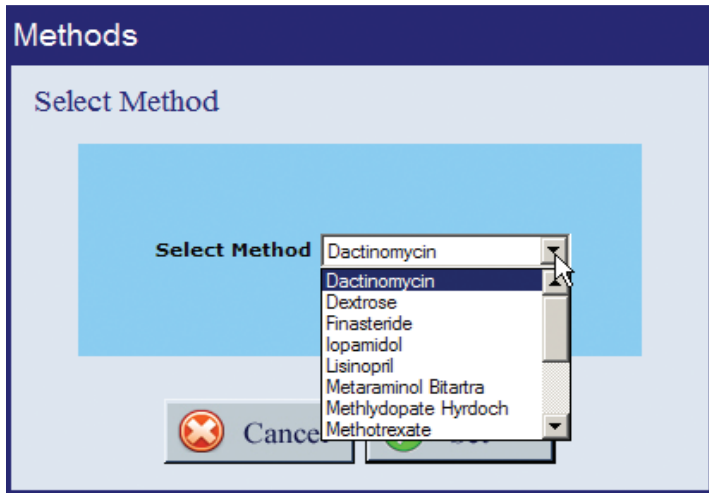 Methods
Select Method
Select Method Dactinomycin
Dactinomycin
Dextrose
Finasteride
Iopamidol
Lisinopril
Metaraminol Bitartra
Methlydopate Hyrdoch
Methotrexate
Cance